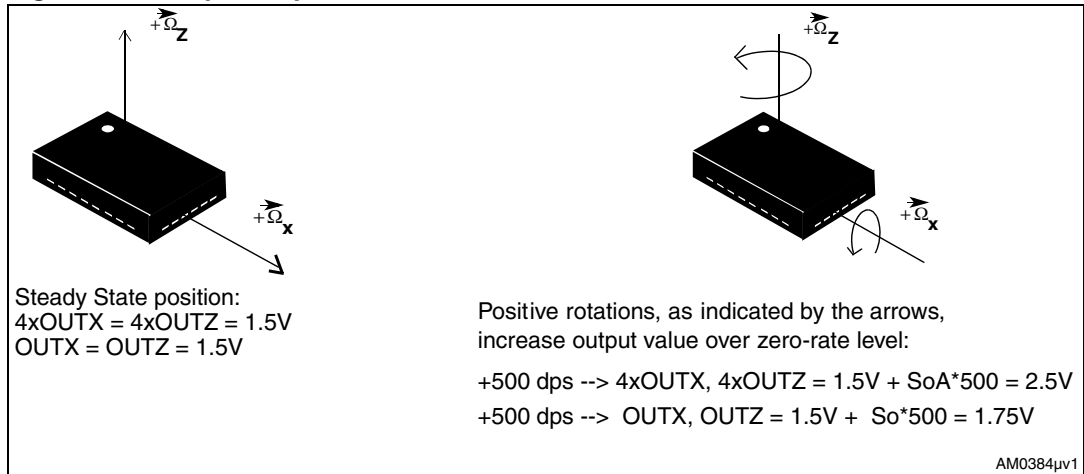 +Ω Z
+Ω x
Steady State position:
4xOUTX = 4xOUTZ = 1.5V
OUTX = OUTZ = 1.5V
+Ω Z
+Ω x
Positive rotations, as indicated by the arrows,
increase output value over zero-rate level:
+500 dps --> 4xOUTX, 4xOUTZ = 1.5V + SoA*500 = 2.5V
+500 dps --> OUTX, OUTZ = 1.5V + So*500 = 1.75V
AM0384µv1